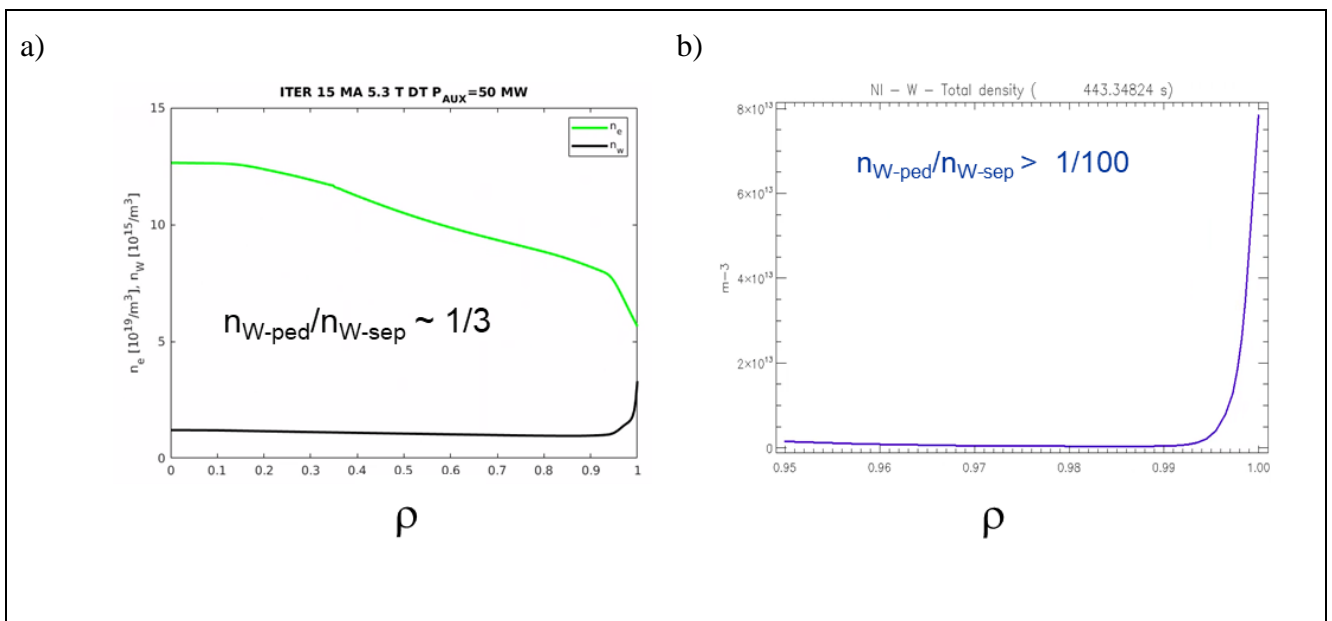 a)
ITER 15 MA 5.3 T DT P_AUX=50 MW
15
10
5
0
n_e [10^19/m^3], n_w [10^15/m^3]
n_e
n_w
n_W-ped/n_W-sep ~ 1/3
0 0.1 0.2 0.3 0.4 0.5 0.6 0.7 0.8 0.9 1
ρ
b)
NI – W – Total density ( 443.34824 s)
8×10^13
6×10^13
4×10^13
2×10^13
0
m-3
n_W-ped/n_W-sep > 1/100
0.95 0.96 0.97 0.98 0.99 1.00
ρ